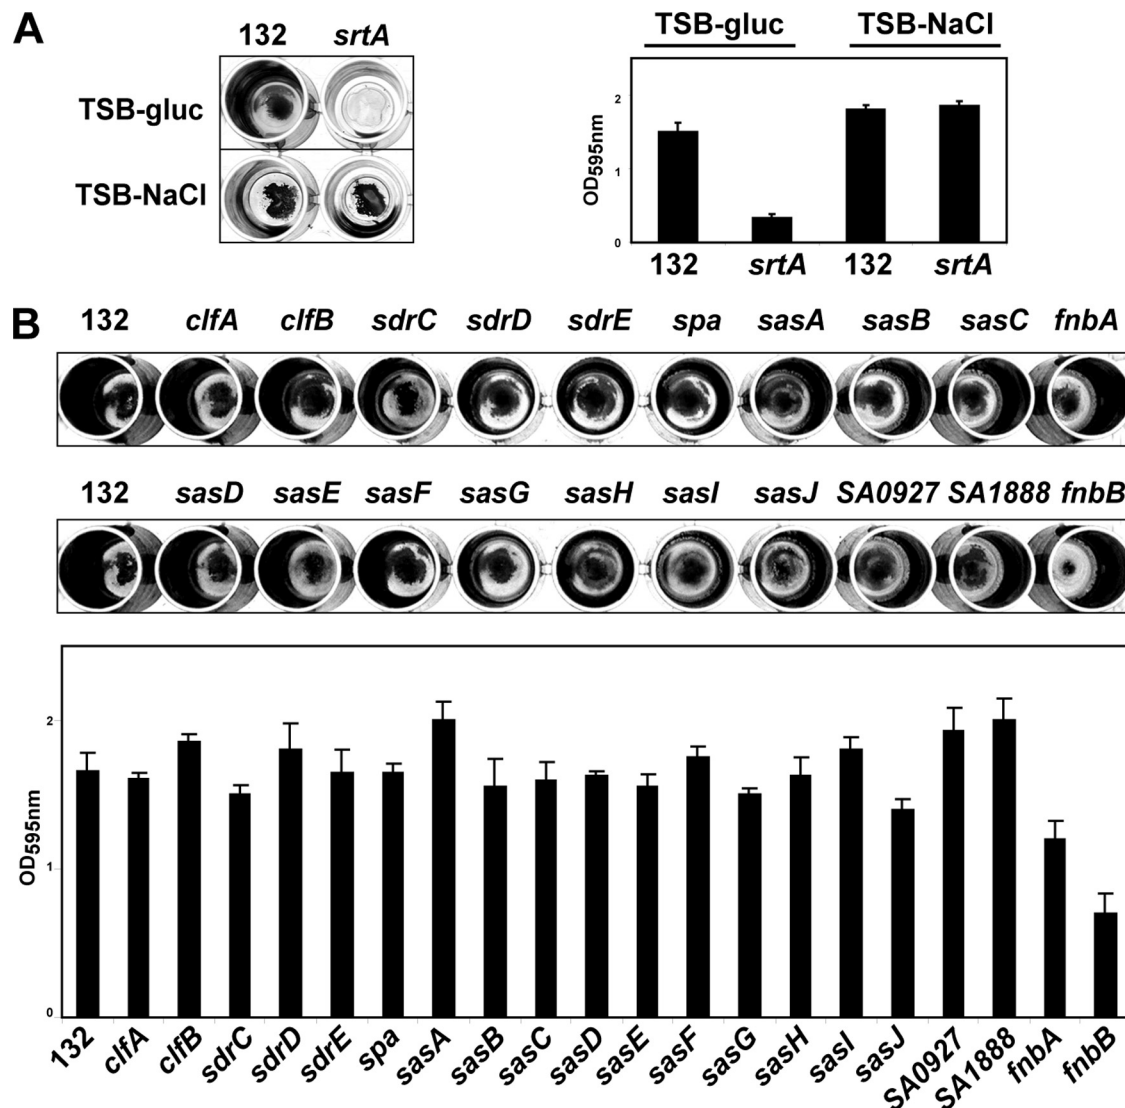 A
132 srtA
TSB-gluc
TSB-NaCl
TSB-gluc TSB-NaCl
OD595nm
2
1
0
132 srtA 132 srtA
B
132 clfA clfB sdrC sdrD sdrE spa sasA sasB sasC fnbA
132 sasD sasE sasF sasG sasH sasI sasJ SA0927 SA1888 fnbB
OD595nm
2
1
0
132 clfA clfB sdrC sdrD sdrE spa sasA sasB sasC sasD sasE sasF sasG sasH sasI sasJ SA0927 SA1888 fnbA fnbB